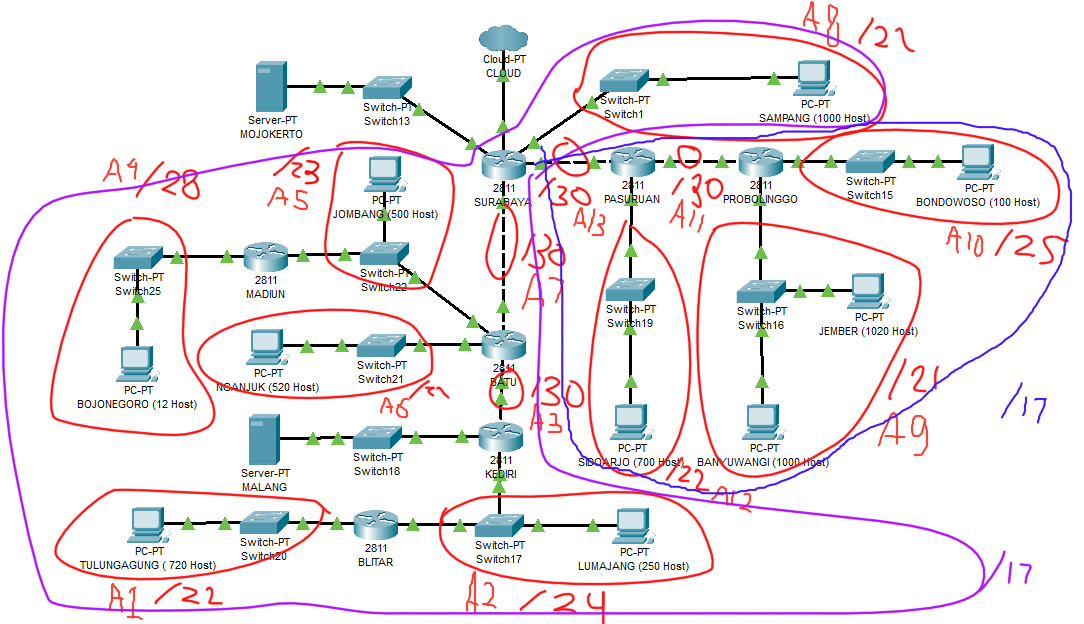 A8 /22
Cloud-PT
CLOUD
Server-PT
MOJOKERTO
Switch-PT
Switch13
Switch-PT
Switch1
PC-PT
SAMPANG (1000 Host)
A4 /28
/23
A5
PC-PT
JOMBANG (500 Host)
2811
SURABAYA
/30
A13
2811
PASURUAN
/30
A11
2811
PROBOLINGGO
Switch-PT
Switch15
PC-PT
BONDOWOSO (100 Host)
A10 /25
Switch-PT
Switch25
2811
MADIUN
Switch-PT
Switch22
/30
A7
Switch-PT
Switch19
Switch-PT
Switch16
PC-PT
JEMBER (1020 Host)
PC-PT
BOJONEGORO (12 Host)
PC-PT
NGANJUK (520 Host)
Switch-PT
Switch21
A6 /22
2811
BATU
/30
A3
/21
A9
/17
Server-PT
MALANG
Switch-PT
Switch18
2811
KEDIRI
PC-PT
SIDOARJO (700 Host)
/22 A12
PC-PT
BANYUWANGI (1000 Host)
PC-PT
TULUNGAGUNG ( 720 Host)
Switch-PT
Switch20
2811
BLITAR
Switch-PT
Switch17
PC-PT
LUMAJANG (250 Host)
/17
A1 /22
A2 /24